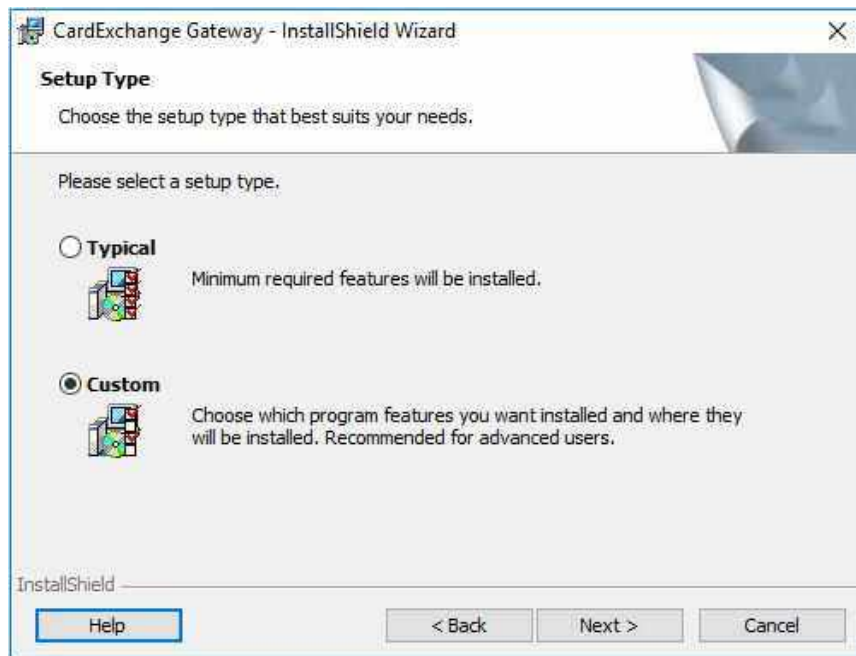 CardExchange Gateway - InstallShield Wizard
Setup Type
Choose the setup type that best suits your needs.
Please select a setup type.
Typical
Minimum required features will be installed.
Custom
Choose which program features you want installed and where they
will be installed. Recommended for advanced users.
InstallShield
Help
< Back
Next >
Cancel